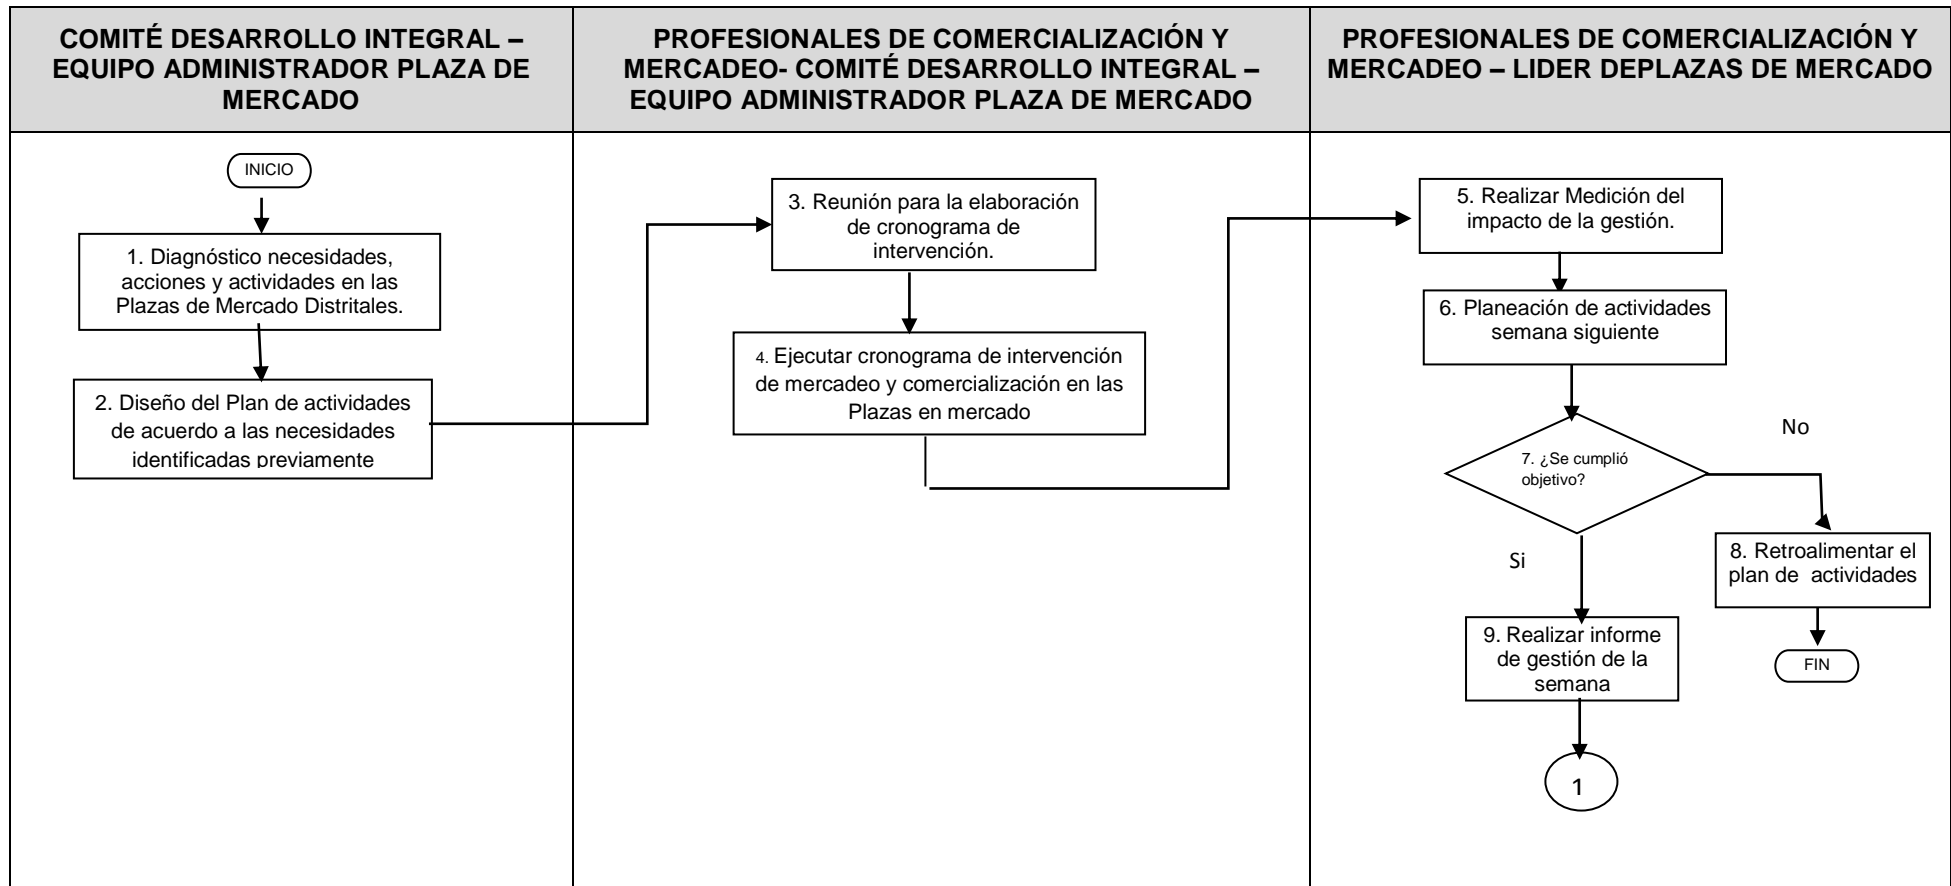 COMITÉ DESARROLLO INTEGRAL –
EQUIPO ADMINISTRADOR PLAZA DE
MERCADO
PROFESIONALES DE COMERCIALIZACIÓN Y
MERCADEO- COMITÉ DESARROLLO INTEGRAL –
EQUIPO ADMINISTRADOR PLAZA DE MERCADO
PROFESIONALES DE COMERCIALIZACIÓN Y
MERCADEO – LIDER DEPLAZAS DE MERCADO
INICIO
1. Diagnóstico necesidades,
acciones y actividades en las
Plazas de Mercado Distritales.
2. Diseño del Plan de actividades
de acuerdo a las necesidades
identificadas previamente
3. Reunión para la elaboración
de cronograma de
intervención.
4. Ejecutar cronograma de intervención
de mercadeo y comercialización en las
Plazas en mercado
5. Realizar Medición del
impacto de la gestión.
6. Planeación de actividades
semana siguiente
7. ¿Se cumplió
objetivo?
No
Si
8. Retroalimentar el
plan de actividades
FIN
9. Realizar informe
de gestión de la
semana
1